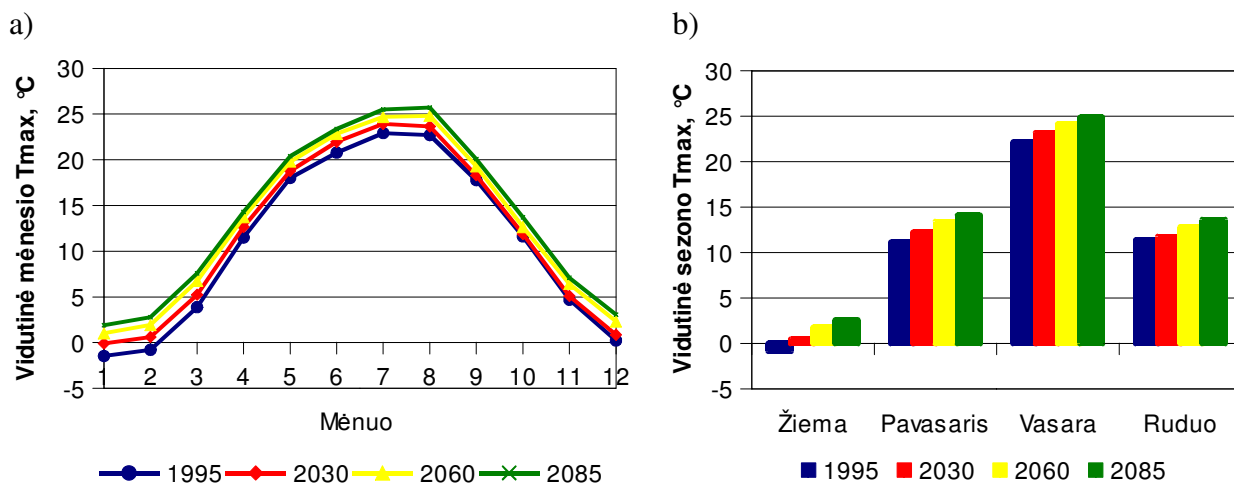 a)
Vidutinė mėnesio Tmax, °C
30
25
20
15
10
5
0
-5
1 2 3 4 5 6 7 8 9 10 11 12
Mėnuo
1995 2030 2060 2085
b)
Vidutinė sezono Tmax, °C
30
25
20
15
10
5
0
-5
Žiema Pavasaris Vasara Ruduo
1995 2030 2060 2085